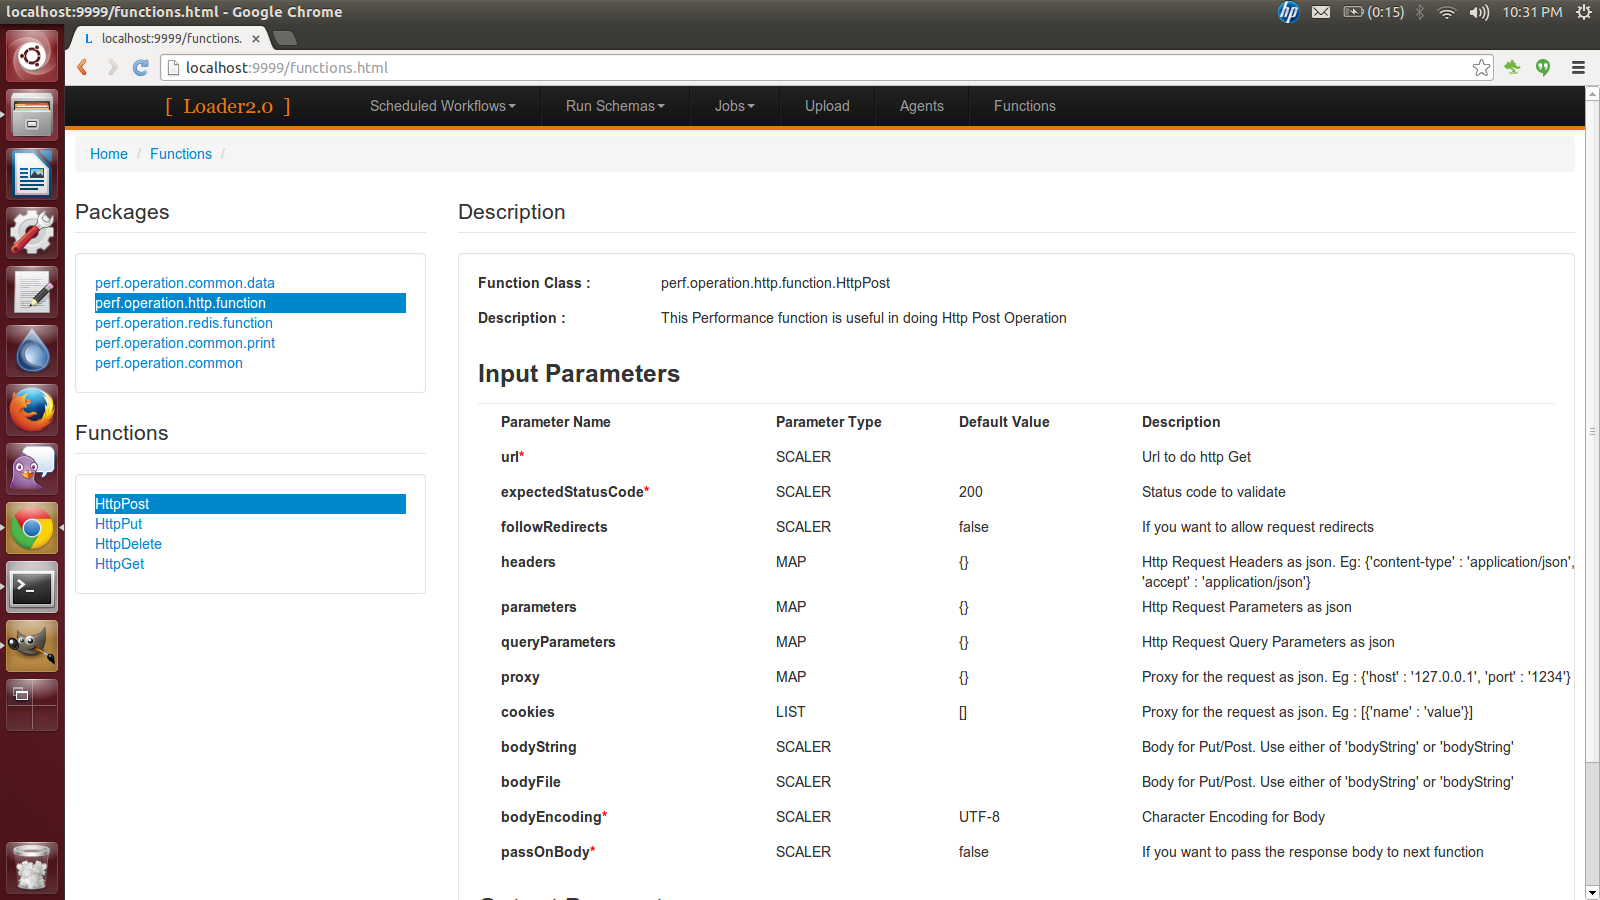 localhost:9999/functions.html - Google Chrome
(0:15)
10:31 PM
localhost:9999/functions.
localhost:9999/functions.html
[ Loader2.0 ]
Scheduled Workflows
Run Schemas
Jobs
Upload
Agents
Functions
Home / Functions /
Packages
perf.operation.common.data
perf.operation.http.function
perf.operation.redis.function
perf.operation.common.print
perf.operation.common
Functions
HttpPost
HttpPut
HttpDelete
HttpGet
Description
Function Class : perf.operation.http.function.HttpPost
Description : This Performance function is useful in doing Http Post Operation
Input Parameters
Parameter Name Parameter Type Default Value Description
url* SCALER Url to do http Get
expectedStatusCode* SCALER 200 Status code to validate
followRedirects SCALER false If you want to allow request redirects
headers MAP {} Http Request Headers as json. Eg: {'content-type' : 'application/json',
'accept' : 'application/json'}
parameters MAP {} Http Request Parameters as json
queryParameters MAP {} Http Request Query Parameters as json
proxy MAP {} Proxy for the request as json. Eg : {'host' : '127.0.0.1', 'port' : '1234'}
cookies LIST [] Proxy for the request as json. Eg : [{'name' : 'value'}]
bodyString SCALER Body for Put/Post. Use either of 'bodyString' or 'bodyString'
bodyFile SCALER Body for Put/Post. Use either of 'bodyString' or 'bodyString'
bodyEncoding* SCALER UTF-8 Character Encoding for Body
passOnBody* SCALER false If you want to pass the response body to next function